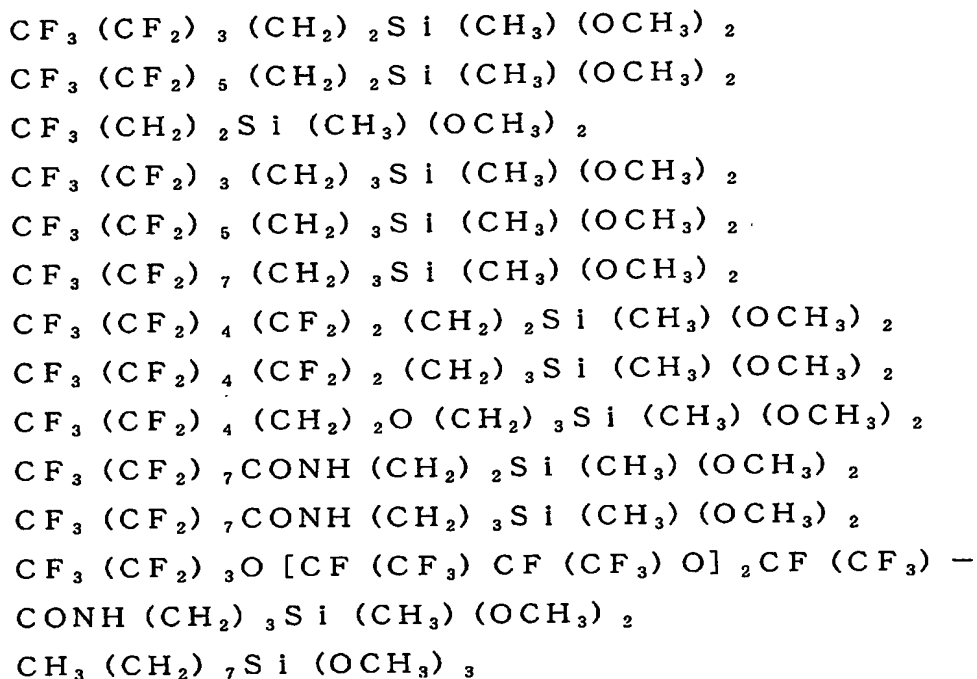 CF₃(CF₂)₃(CH₂)₂Si(CH₃)(OCH₃)₂
CF₃(CF₂)₅(CH₂)₂Si(CH₃)(OCH₃)₂
CF₃(CH₂)₂Si(CH₃)(OCH₃)₂
CF₃(CF₂)₃(CH₂)₃Si(CH₃)(OCH₃)₂
CF₃(CF₂)₅(CH₂)₃Si(CH₃)(OCH₃)₂
CF₃(CF₂)₇(CH₂)₃Si(CH₃)(OCH₃)₂
CF₃(CF₂)₄(CF₂)₂(CH₂)₂Si(CH₃)(OCH₃)₂
CF₃(CF₂)₄(CF₂)₂(CH₂)₃Si(CH₃)(OCH₃)₂
CF₃(CF₂)₄(CH₂)₂O(CH₂)₃Si(CH₃)(OCH₃)₂
CF₃(CF₂)₇CONH(CH₂)₂Si(CH₃)(OCH₃)₂
CF₃(CF₂)₇CONH(CH₂)₃Si(CH₃)(OCH₃)₂
CF₃(CF₂)₃O[CF(CF₃)CF(CF₃)O]₂CF(CF₃)－
CONH(CH₂)₃Si(CH₃)(OCH₃)₂
CH₃(CH₂)₇Si(OCH₃)₃